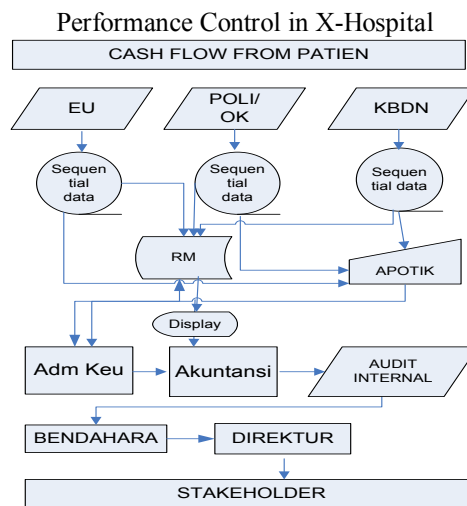 Performance Control in X-Hospital
CASH FLOW FROM PATIEN
EU
POLI/
OK
KBDN
Sequen
tial data
Sequen
tial data
Sequen
tial data
RM
APOTIK
Display
Adm Keu
Akuntansi
AUDIT
INTERNAL
BENDAHARA
DIREKTUR
STAKEHOLDER